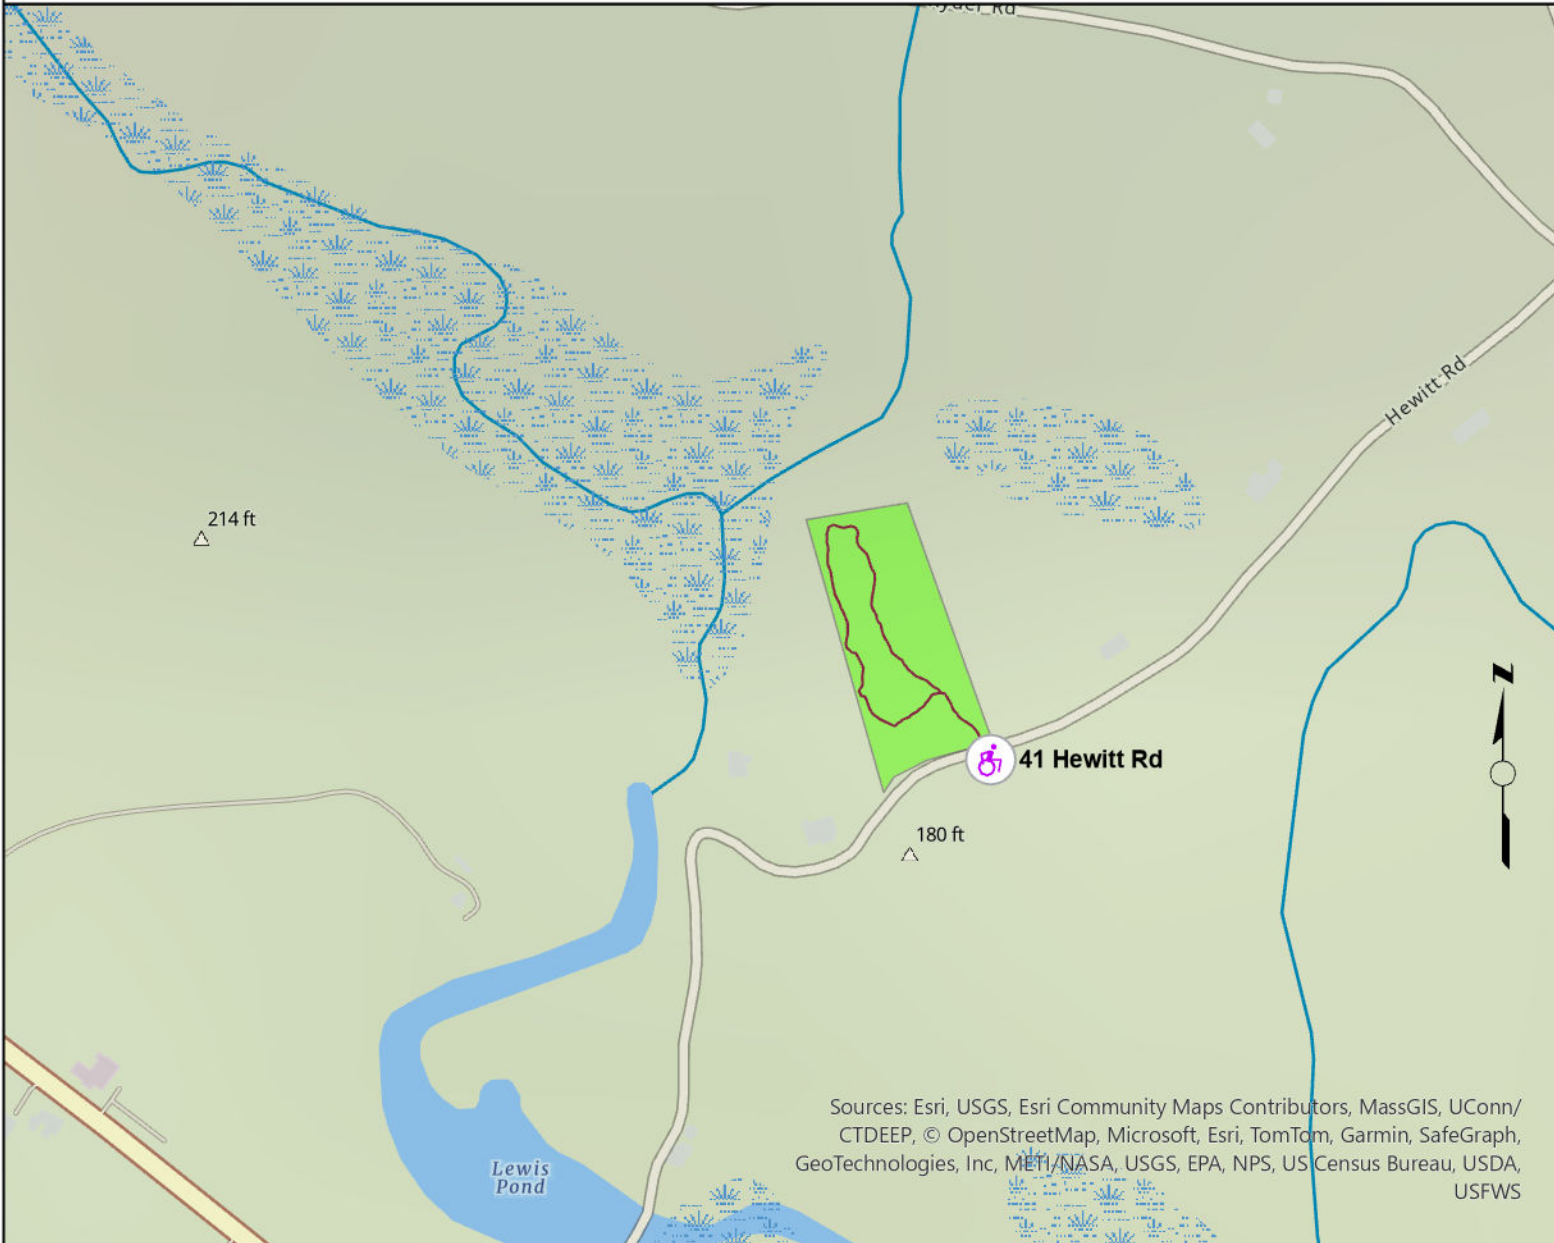 Rd
Hewitt Rd
214 ft
N
41 Hewitt Rd
180 ft
Sources: Esri, USGS, Esri Community Maps Contributors, MassGIS, UConn/
CTDEEP, © OpenStreetMap, Microsoft, Esri, TomTom, Garmin, SafeGraph,
GeoTechnologies, Inc, METI/NASA, USGS, EPA, NPS, US Census Bureau, USDA,
USFWS
Lewis
Pond